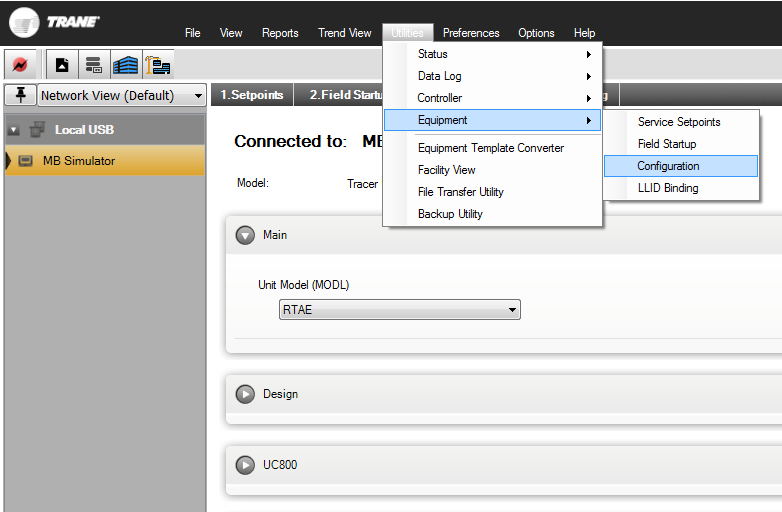 TRANE
File View Reports Trend View Utilities Preferences Options Help
Status
Data Log
Controller
Equipment
Equipment Template Converter
Facility View
File Transfer Utility
Backup Utility
Service Setpoints
Field Startup
Configuration
LLID Binding
Network View (Default)
1.Setpoints 2.Field Startu
Local USB
MB Simulator
Connected to:
Model: Tracer
Main
Unit Model (MODL)
RTAE
Design
UC800